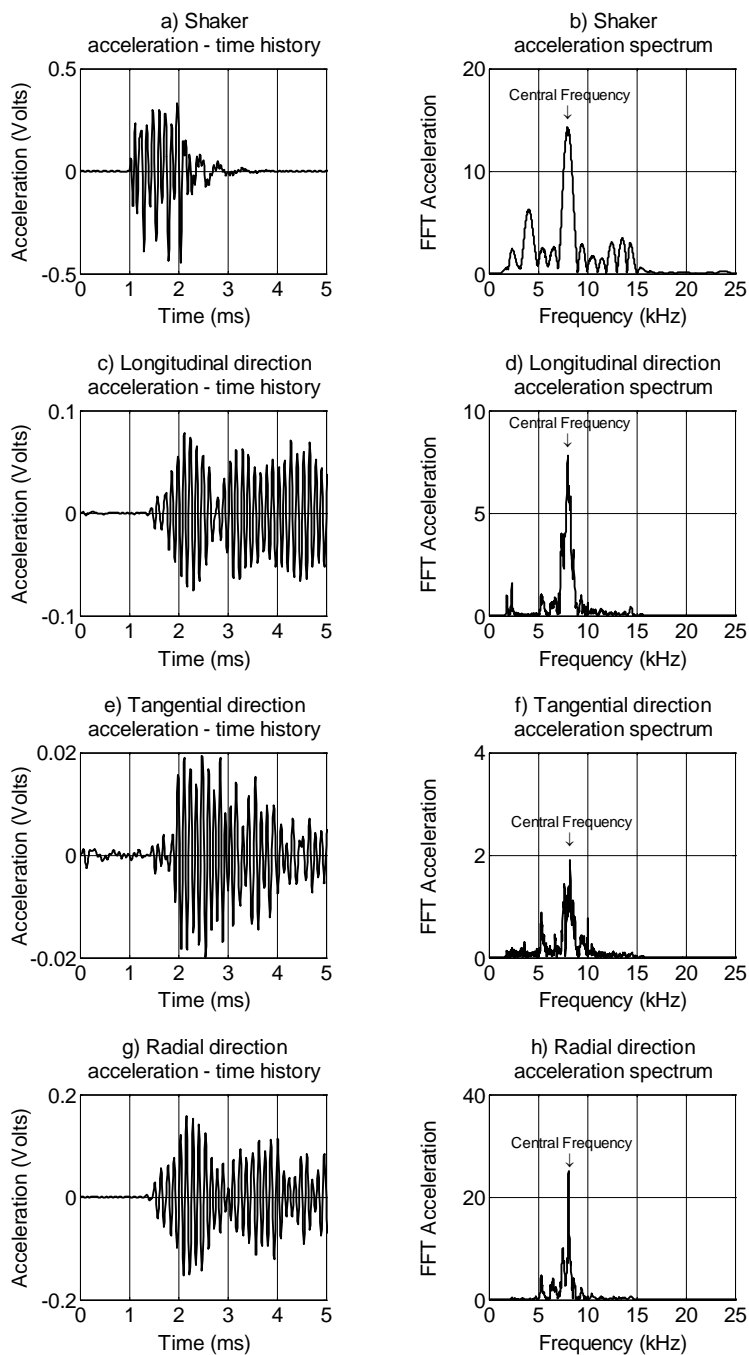 a) Shaker
acceleration - time history
0.5
0
-0.5
Acceleration (Volts)
0 1 2 3 4 5
Time (ms)
b) Shaker
acceleration spectrum
20
10
0
FFT Acceleration
Central Frequency
↓
0 5 10 15 20 25
Frequency (kHz)
c) Longitudinal direction
acceleration - time history
0.1
0
-0.1
Acceleration (Volts)
0 1 2 3 4 5
Time (ms)
d) Longitudinal direction
acceleration spectrum
10
5
0
FFT Acceleration
Central Frequency
↓
0 5 10 15 20 25
Frequency (kHz)
e) Tangential direction
acceleration - time history
0.02
0
-0.02
Acceleration (Volts)
0 1 2 3 4 5
Time (ms)
f) Tangential direction
acceleration spectrum
4
2
0
FFT Acceleration
Central Frequency
↓
0 5 10 15 20 25
Frequency (kHz)
g) Radial direction
acceleration - time history
0.2
0
-0.2
Acceleration (Volts)
0 1 2 3 4 5
Time (ms)
h) Radial direction
acceleration spectrum
40
20
0
FFT Acceleration
Central Frequency
↓
0 5 10 15 20 25
Frequency (kHz)